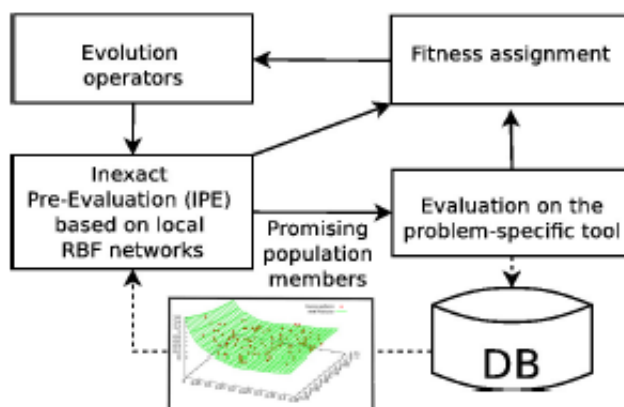 Evolution
operators
Fitness assignment
Inexact
Pre-Evaluation (IPE)
based on local
RBF networks
Promising
population
members
Evaluation on the
problem-specific tool
DB